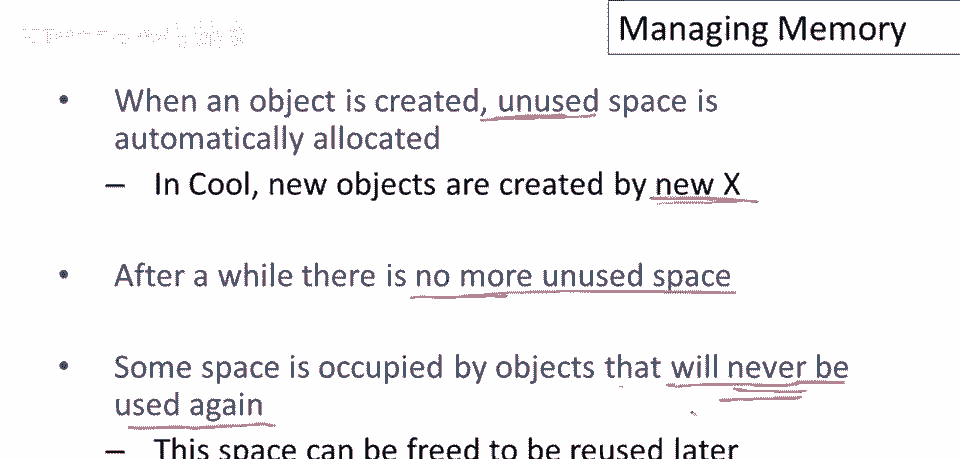 Managing Memory
• When an object is created, unused space is
automatically allocated
– In Cool, new objects are created by new X
• After a while there is no more unused space
• Some space is occupied by objects that will never be
used again
– This space can be freed to be reused later